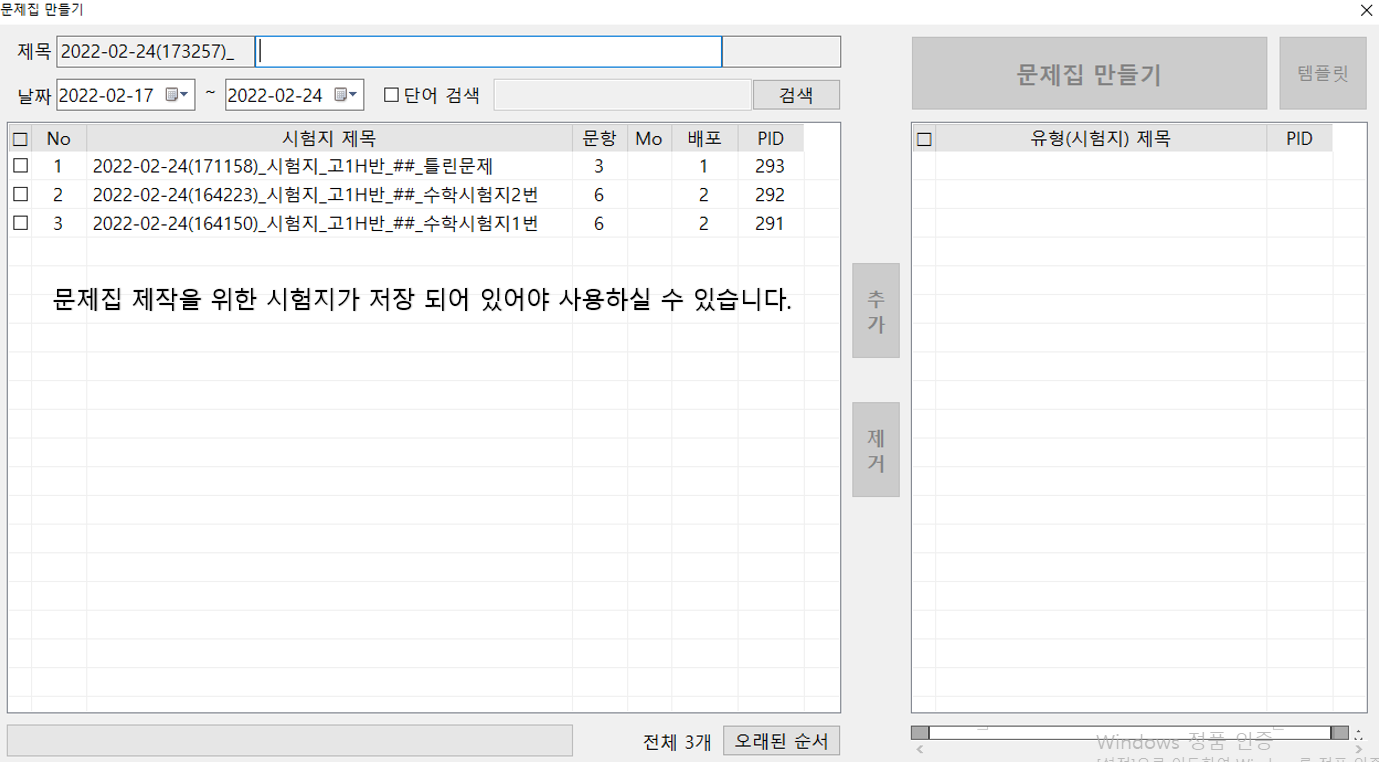 문제집 만들기
제목 2022-02-24(173257)_
문제집 만들기 템플릿
날짜 2022-02-17 ~ 2022-02-24 단어 검색 검색
No 시험지 제목 문항 Mo 배포 PID
유형(시험지) 제목 PID
1 2022-02-24(171158)_시험지_고1H반_##_틀린문제 3 1 293
2 2022-02-24(164223)_시험지_고1H반_##_수학시험지2번 6 2 292
3 2022-02-24(164150)_시험지_고1H반_##_수학시험지1번 6 2 291
문제집 제작을 위한 시험지가 저장 되어 있어야 사용하실 수 있습니다.
추
가
제
거
전체 3개 오래된 순서
Windows 정품 인증